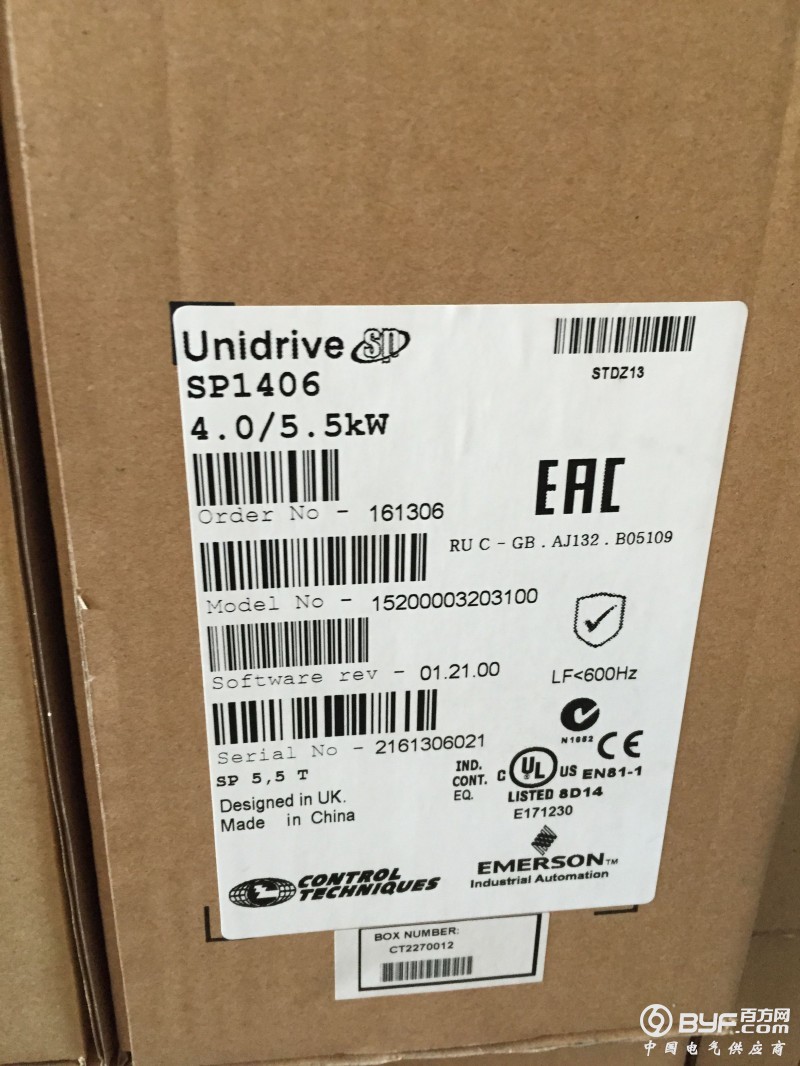 Unidrive sp
SP1406
4.0/5.5kW
STDZ13
Order No - 161306
EAC
RU C - GB . AJ132 . B05109
Model No - 15200003203100
Software rev - 01.21.00
LF<600Hz
Serial No - 2161306021
N1652
CE
SP 5,5 T
IND.
CONT.
EQ.
C UL US EN81-1
LISTED 8D14
E171230
Designed in UK.
Made in China
CONTROL
TECHNIQUES
EMERSON™
Industrial Automation
BOX NUMBER:
CT2270012
BYF百方网
.com
中国电气供应商